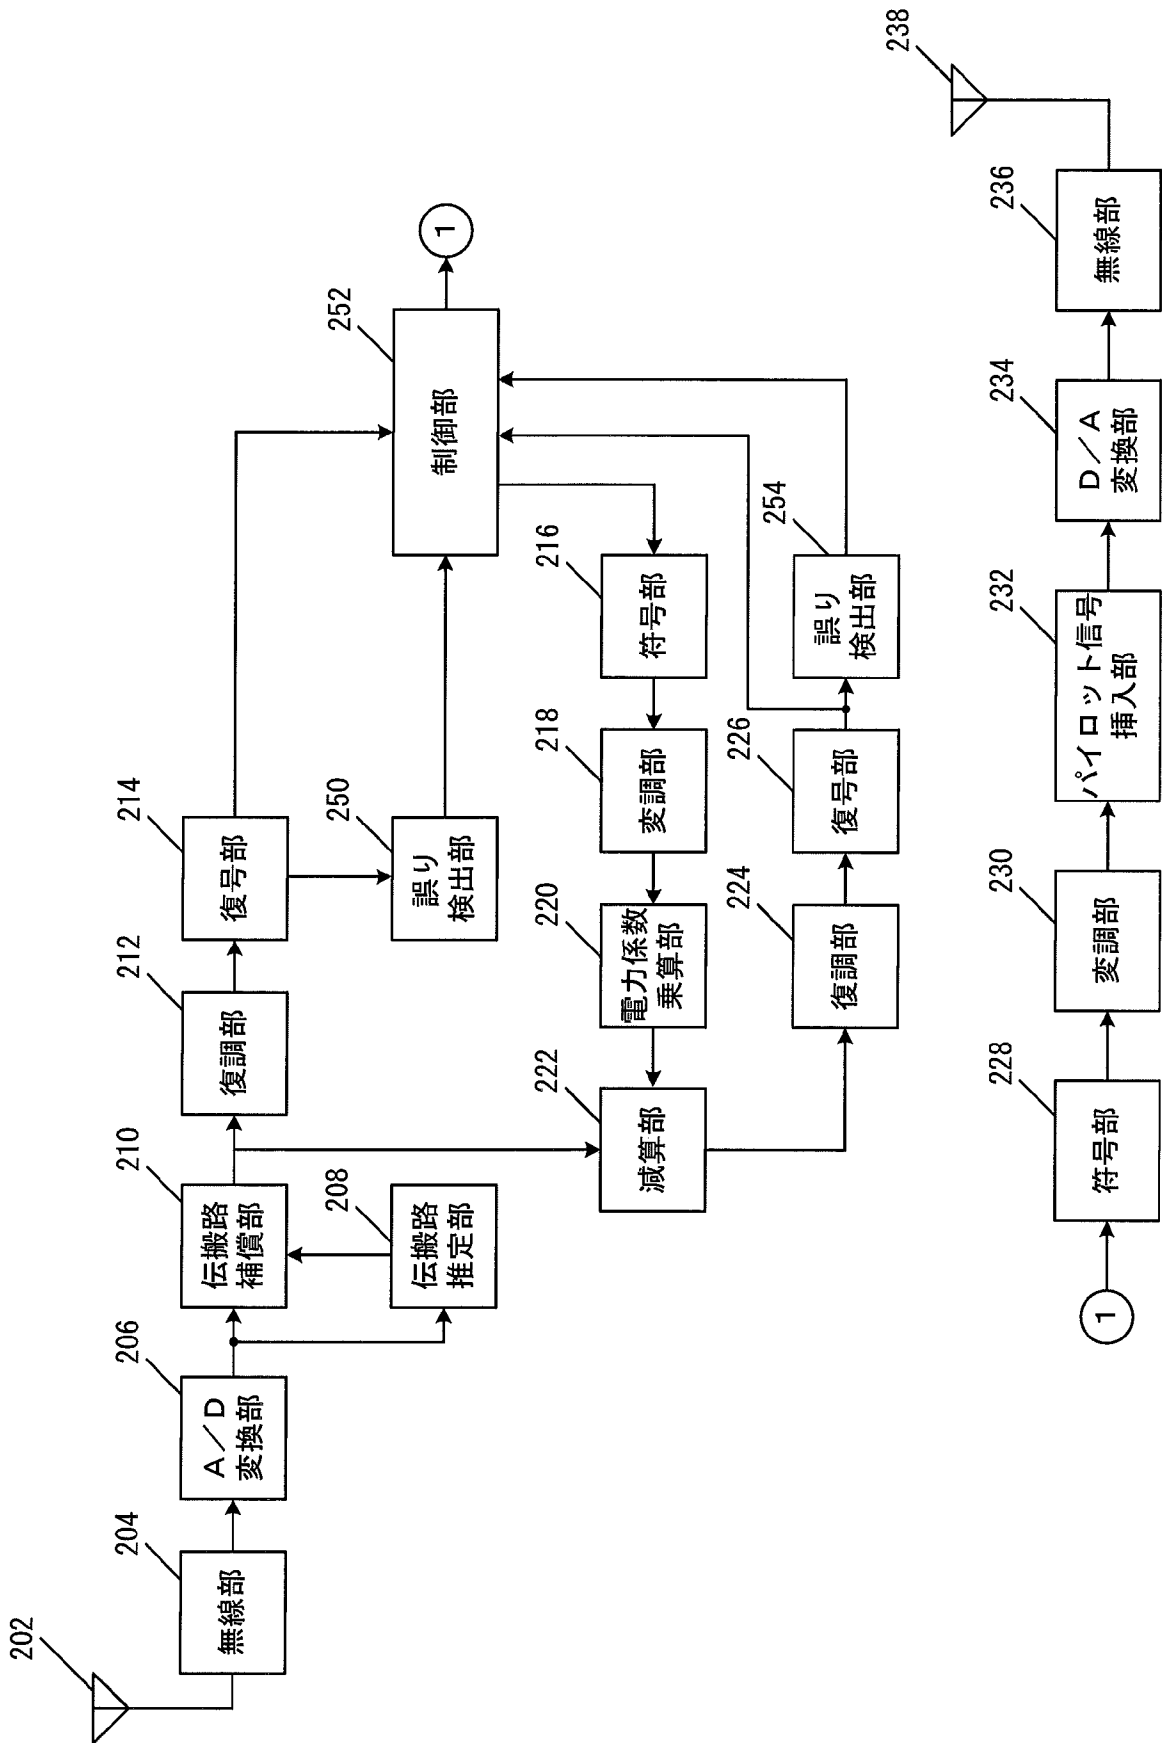 202
204
無線部
206
A/D
変換部
210
伝搬路
補償部
208
伝搬路
推定部
212
復調部
214
復号部
250
誤り
検出部
252
制御部
1
216
符号部
218
変調部
220
電力係数
乗算部
222
減算部
224
復調部
226
復号部
254
誤り
検出部
1
228
符号部
230
変調部
232
パイロット信号
挿入部
234
D/A
変換部
236
無線部
238